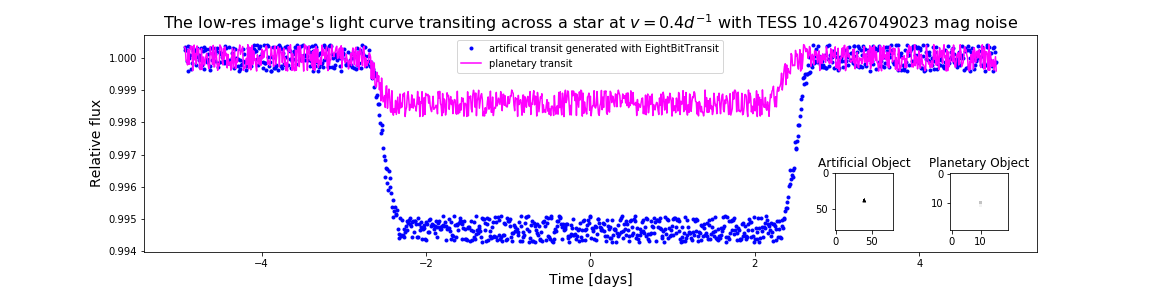 The low-res image's light curve transiting across a star at v = 0.4d⁻¹ with TESS 10.4267049023 mag noise
artifical transit generated with EightBitTransit
planetary transit
Relative flux
1.000
0.999
0.998
0.997
0.996
0.995
0.994
Artificial Object
0
50
0 50
Planetary Object
0
10
0 10
−4 −2 0 2 4
Time [days]